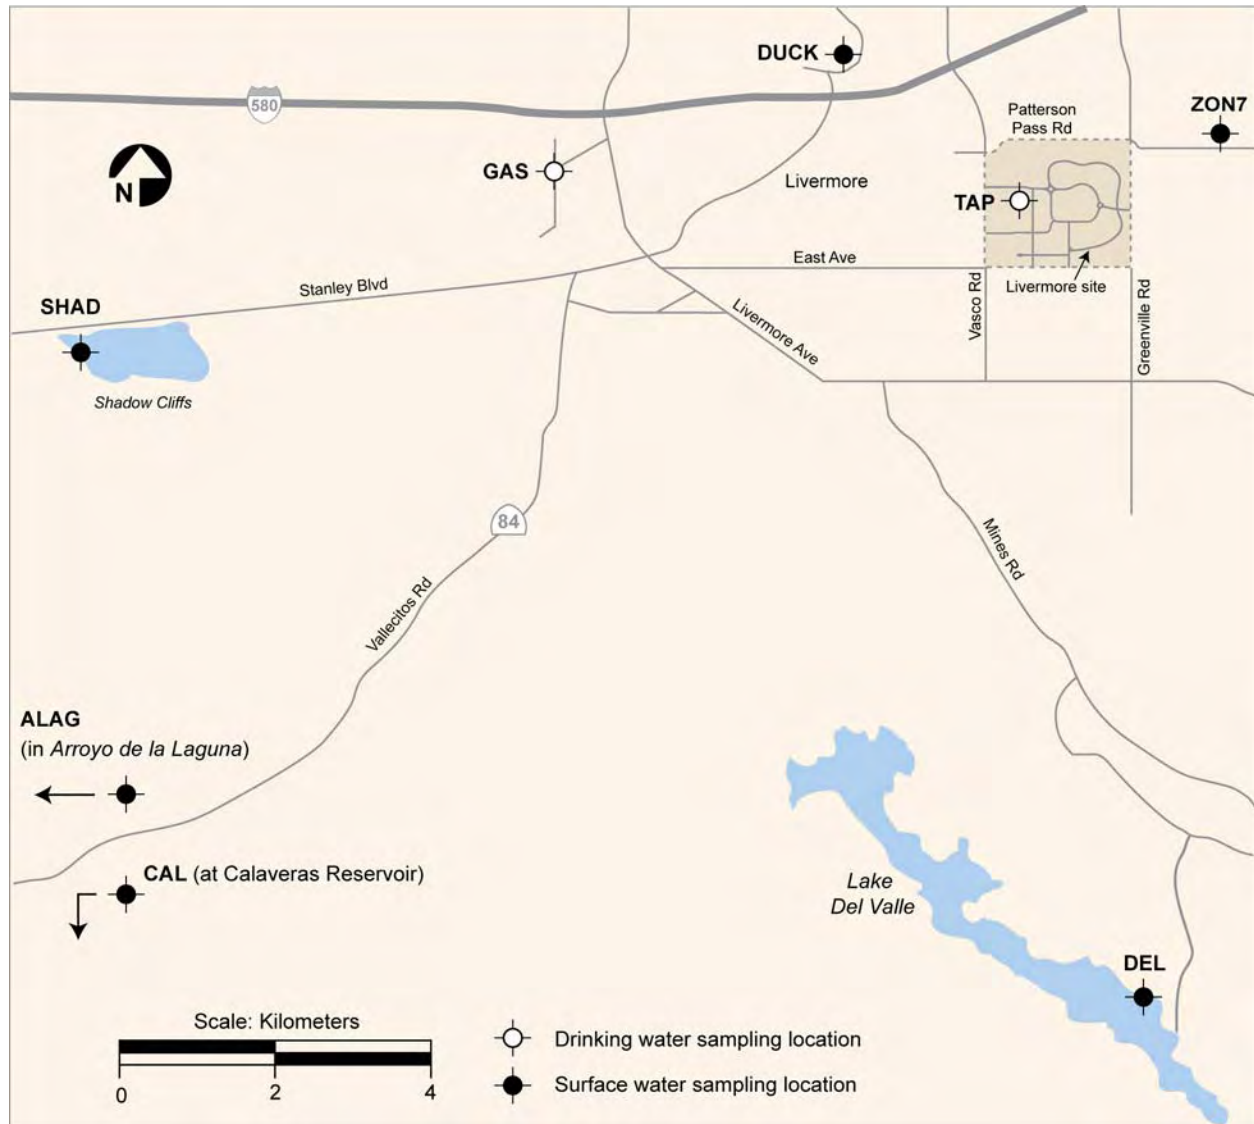 DUCK
ZON7
580
Patterson
Pass Rd
GAS
N
Livermore
TAP
East Ave
Livermore site
Stanley Blvd
Vasco Rd
Greenville Rd
SHAD
Livermore Ave
Shadow Cliffs
84
Mines Rd
Vallecitos Rd
ALAG
(in Arroyo de la Laguna)
CAL (at Calaveras Reservoir)
Lake
Del Valle
DEL
Scale: Kilometers
0 2 4
Drinking water sampling location
Surface water sampling location